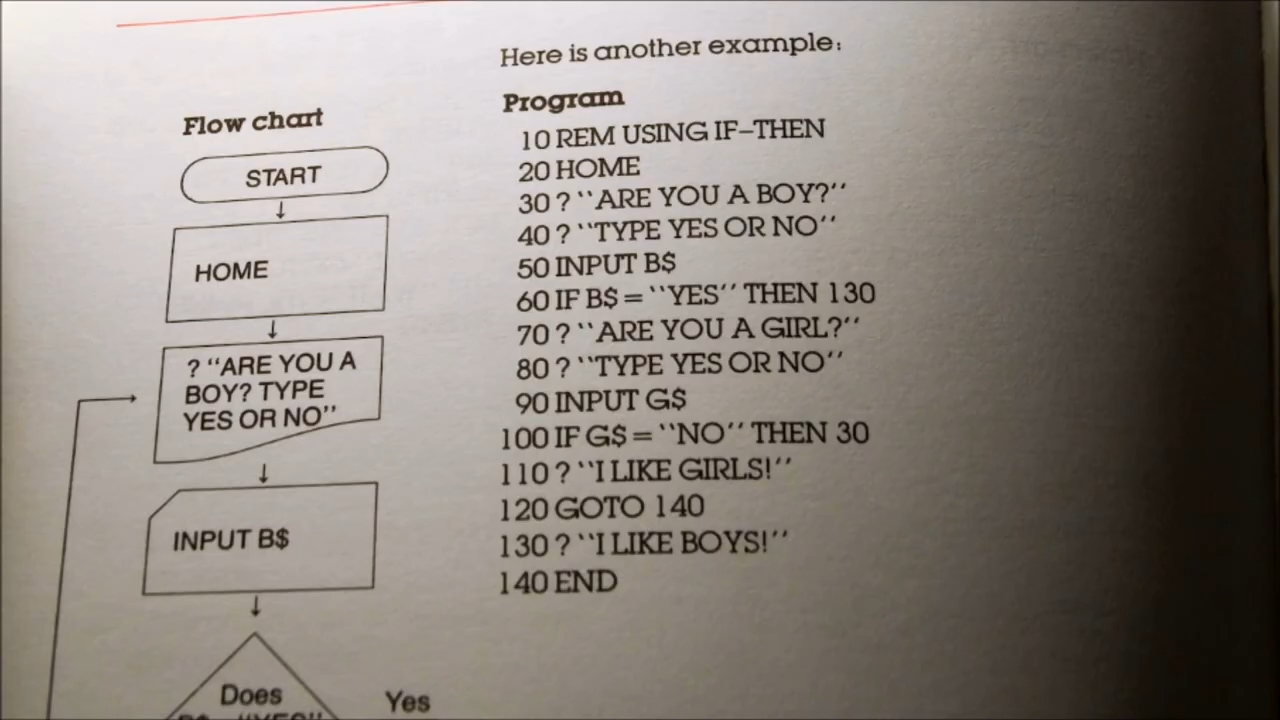 Here is another example:
Flow chart
START
HOME
? "ARE YOU A
BOY? TYPE
YES OR NO"
INPUT B$
Does
B$ = "YES"
Yes
Program
10 REM USING IF-THEN
20 HOME
30 ? "ARE YOU A BOY?"
40 ? "TYPE YES OR NO"
50 INPUT B$
60 IF B$ = "YES" THEN 130
70 ? "ARE YOU A GIRL?"
80 ? "TYPE YES OR NO"
90 INPUT G$
100 IF G$ = "NO" THEN 30
110 ? "I LIKE GIRLS!"
120 GOTO 140
130 ? "I LIKE BOYS!"
140 END